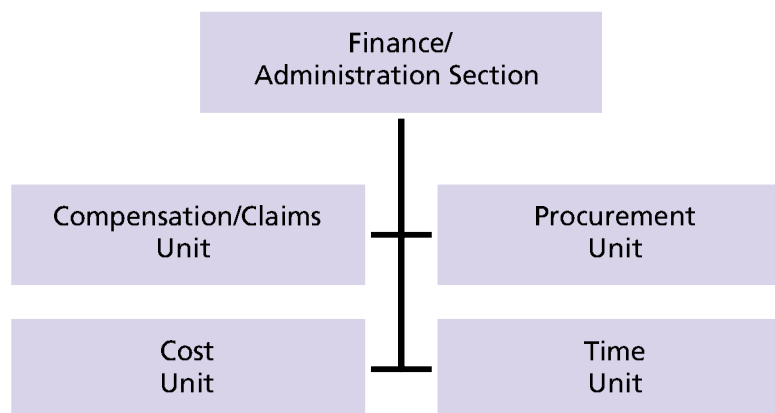 Finance/
Administration Section
Compensation/Claims
Unit
Procurement
Unit
Cost
Unit
Time
Unit